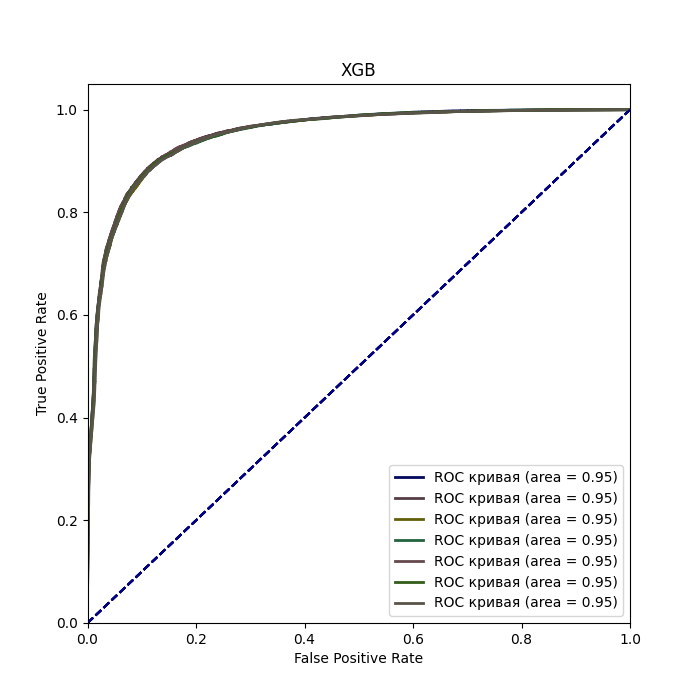 XGB
1.0
0.8
0.6
0.4
0.2
0.0
True Positive Rate
ROC кривая (area = 0.95)
ROC кривая (area = 0.95)
ROC кривая (area = 0.95)
ROC кривая (area = 0.95)
ROC кривая (area = 0.95)
ROC кривая (area = 0.95)
ROC кривая (area = 0.95)
0.0 0.2 0.4 0.6 0.8 1.0
False Positive Rate